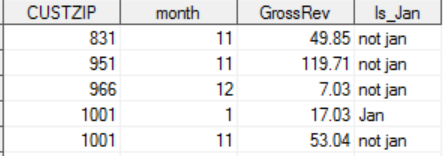 CUSTZIP month GrossRev Is_Jan
831 11 49.85 not jan
951 11 119.71 not jan
966 12 7.03 not jan
1001 1 17.03 Jan
1001 11 53.04 not jan